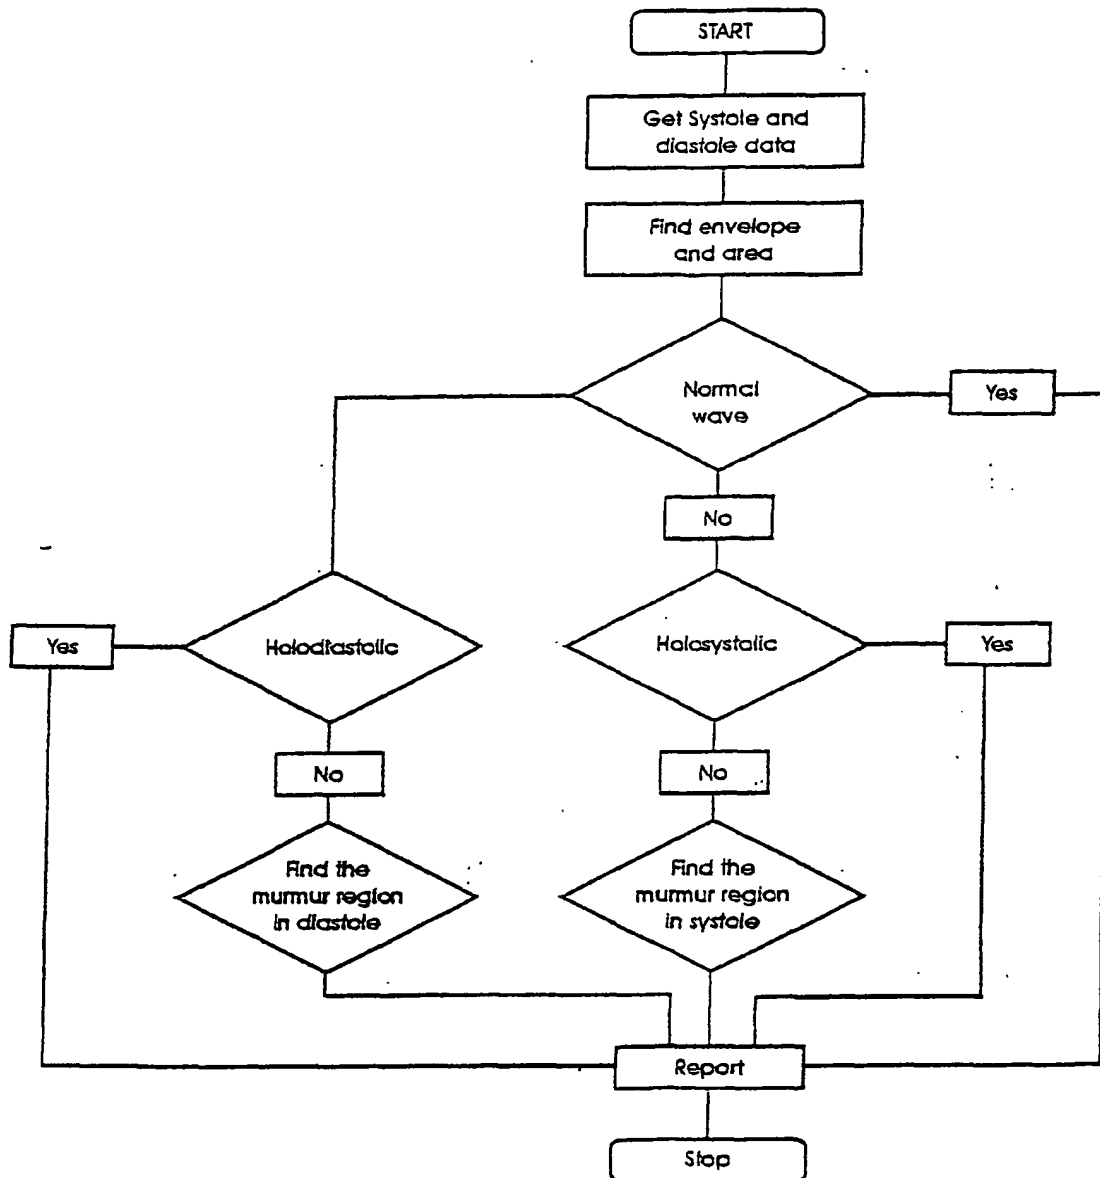 START
Get Systole and
diastole data
Find envelope
and area
Normal
wave
Yes
No
Yes
Holodiastolic
Holosystalic
Yes
No
No
Find the
murmur region
in diastole
Find the
murmur region
in systole
Report
Stop